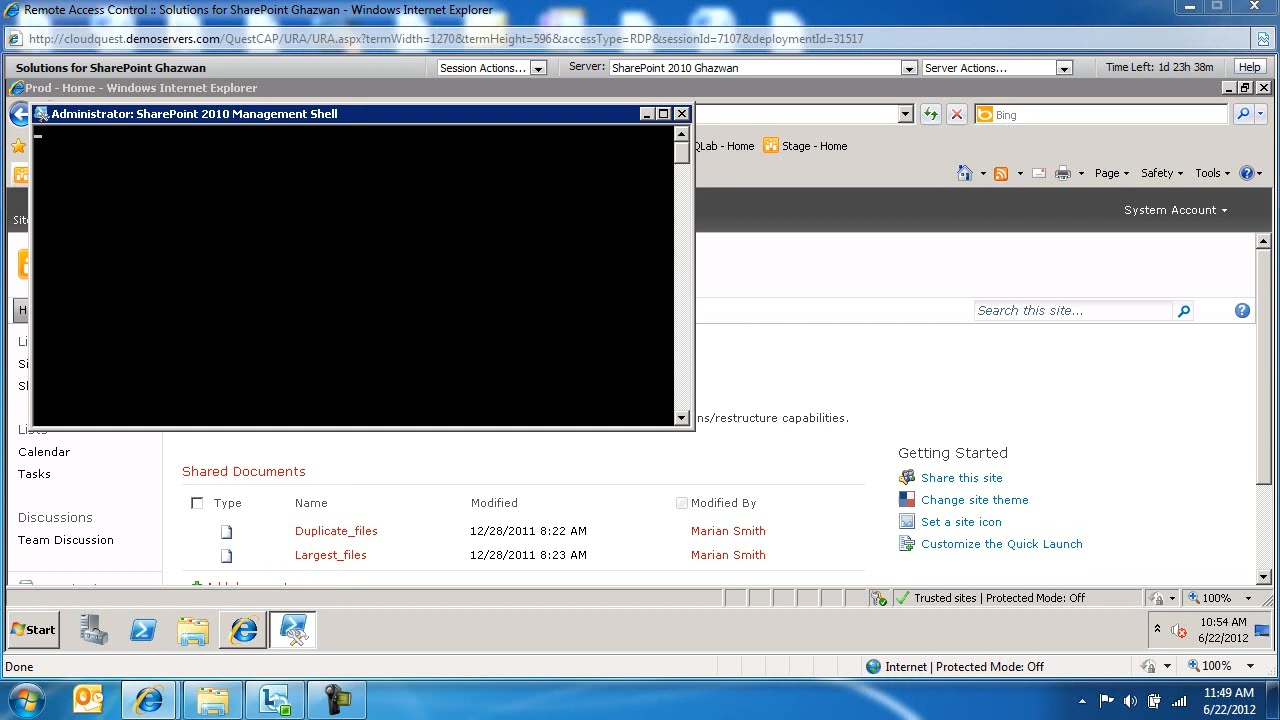 Remote Access Control :: Solutions for SharePoint Ghazwan - Windows Internet Explorer
http://cloudquest.demoservers.com/QuestCAP/URA/URA.aspx?termWidth=1270&termHeight=596&accessType=RDP&sessionId=7107&deploymentId=31517
Solutions for SharePoint Ghazwan Session Actions... Server: SharePoint 2010 Ghazwan Server Actions... Time Left: 1d 23h 38m Help
Prod - Home - Windows Internet Explorer
Administrator: SharePoint 2010 Management Shell
Bing
QLab - Home Stage - Home
Page Safety Tools
Sit
System Account
H
Search this site...
Li
Si
Sh
ns/restructure capabilities.
Lists
Calendar
Tasks
Getting Started
Shared Documents
Share this site
Type Name Modified Modified By
Change site theme
Discussions
Set a site icon
Duplicate_files 12/28/2011 8:22 AM Marian Smith
Team Discussion
Customize the Quick Launch
Largest_files 12/28/2011 8:23 AM Marian Smith
Trusted sites | Protected Mode: Off 100%
Start
10:54 AM
6/22/2012
Done Internet | Protected Mode: Off 100%
11:49 AM
6/22/2012